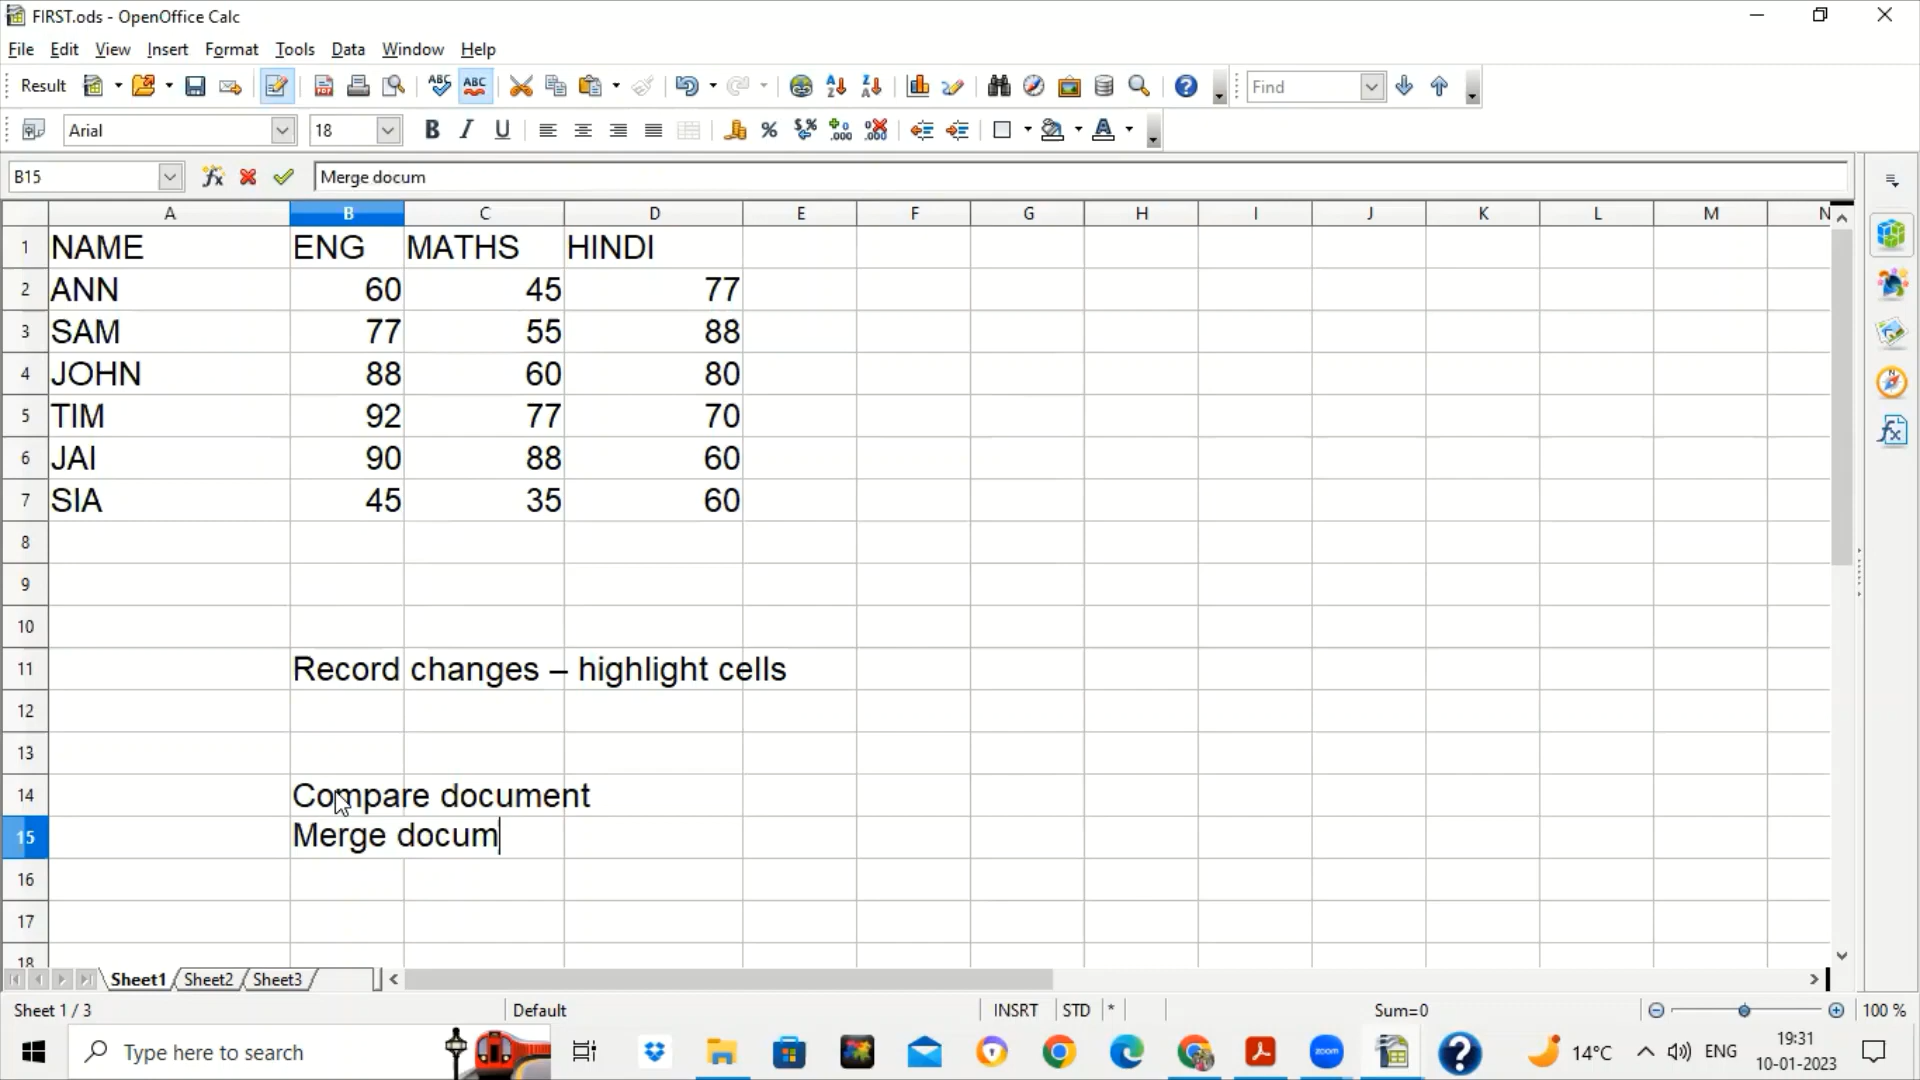 FIRST.ods - OpenOffice Calc
File Edit View Insert Format Tools Data Window Help
Result Find
Arial 18
B15 Merge docum
A B C D E F G H I J K L M N
1 NAME ENG MATHS HINDI
2 ANN 60 45 77
3 SAM 77 55 88
4 JOHN 88 60 80
5 TIM 92 77 70
6 JAI 90 88 60
7 SIA 45 35 60
8
9
10
11 Record changes – highlight cells
12
13
14 Compare document
15 Merge docum
16
17
18
Sheet1 Sheet2 Sheet3
Sheet 1 / 3 Default INSRT STD * Sum=0 100 %
Type here to search zoom 14°C ENG 19:31
10-01-2023